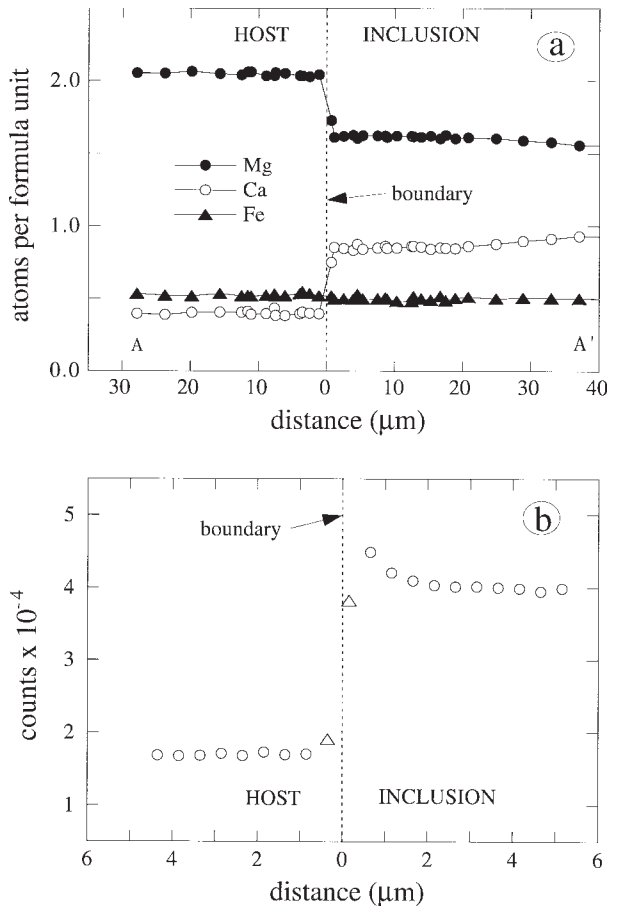 HOST INCLUSION a
2.0
Mg
Ca
Fe
boundary
1.0
A A'
0.0
30 20 10 0 10 20 30 40
atoms per formula unit
distance (μm)
b
5
boundary
4
3
2
1
HOST INCLUSION
6 4 2 0 2 4 6
counts x 10⁻⁴
distance (μm)